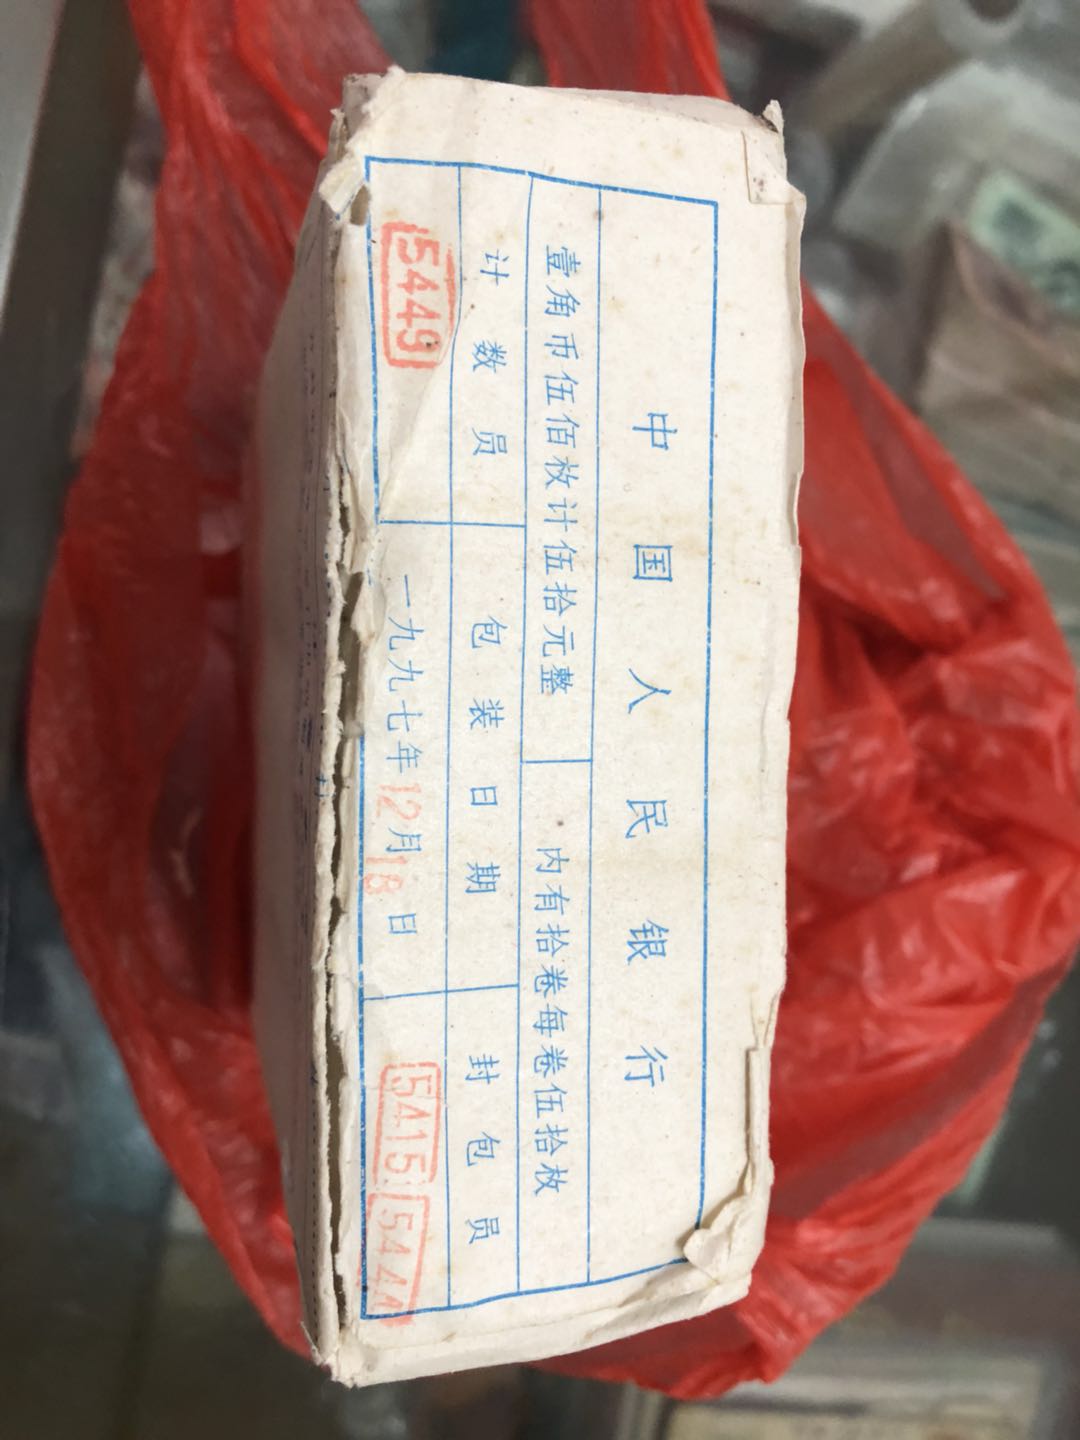 中国人民银行
壹角币伍佰枚计伍拾元整 内有拾卷每卷伍拾枚
计数员 包装日期 封包员
5449 一九九七年12月18日 5415 544